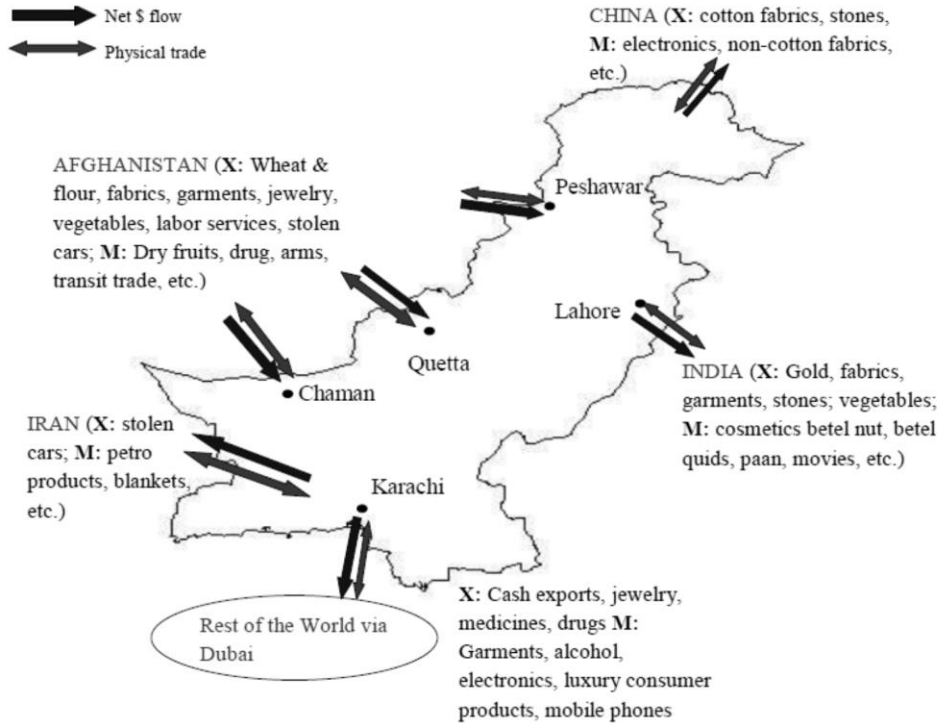 Net $ flow
Physical trade
CHINA (X: cotton fabrics, stones,
M: electronics, non-cotton fabrics,
etc.)
AFGHANISTAN (X: Wheat &
flour, fabrics, garments, jewelry,
vegetables, labor services, stolen
cars; M: Dry fruits, drug, arms,
transit trade, etc.)
Peshawar
Lahore
Quetta
Chaman
INDIA (X: Gold, fabrics,
garments, stones; vegetables;
M: cosmetics betel nut, betel
quids, paan, movies, etc.)
IRAN (X: stolen
cars; M: petro
products, blankets,
etc.)
Karachi
Rest of the World via
Dubai
X: Cash exports, jewelry,
medicines, drugs M:
Garments, alcohol,
electronics, luxury consumer
products, mobile phones